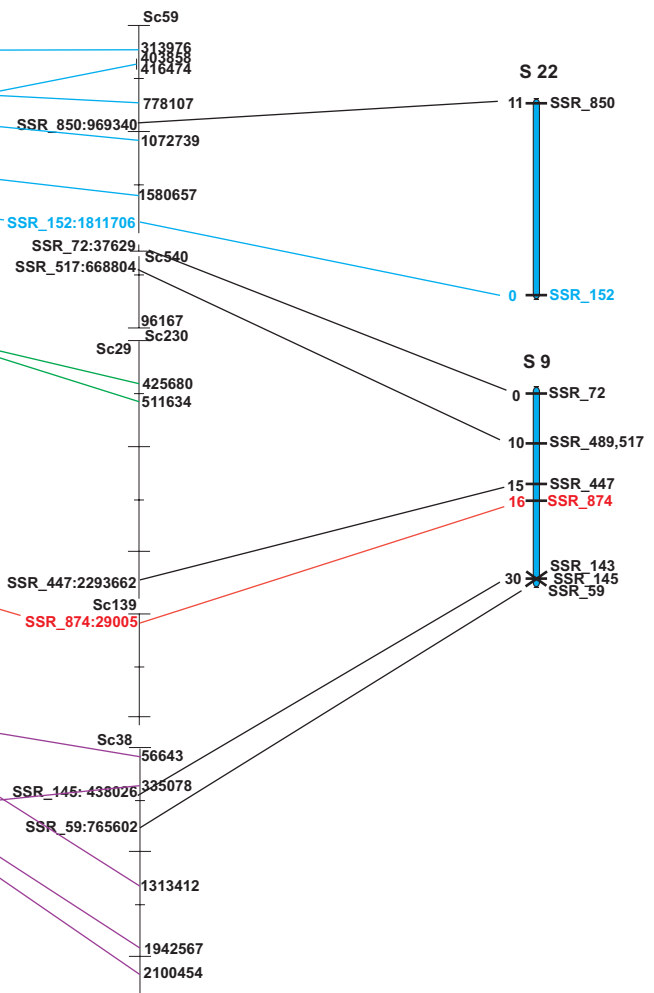 Sc59
313976
403858
416474
S 22
778107
11 SSR_850
SSR_850:969340
1072739
1580657
SSR_152:1811706
SSR_72:37629
Sc540
SSR_517:668804
0 SSR_152
96167
Sc230
Sc29
S 9
425680
0 SSR_72
511634
10 SSR_489,517
15 SSR_447
16 SSR_874
SSR_143
30 SSR_145
SSR_59
SSR_447:2293662
Sc139
SSR_874:29005
Sc38
56643
335078
SSR_145: 438026
SSR_59:765602
1313412
1942567
2100454